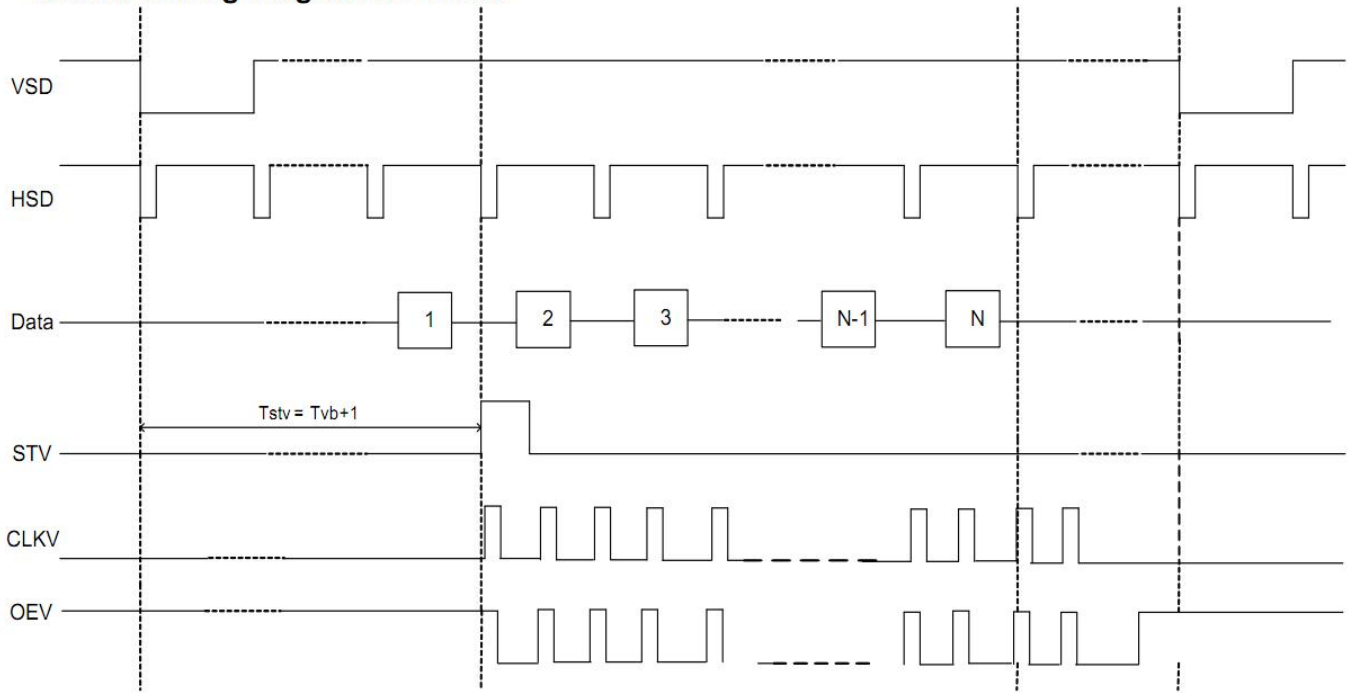 VSD
HSD
Data
1
2
3
N-1
N
Tstv = Tvb+1
STV
CLKV
OEV